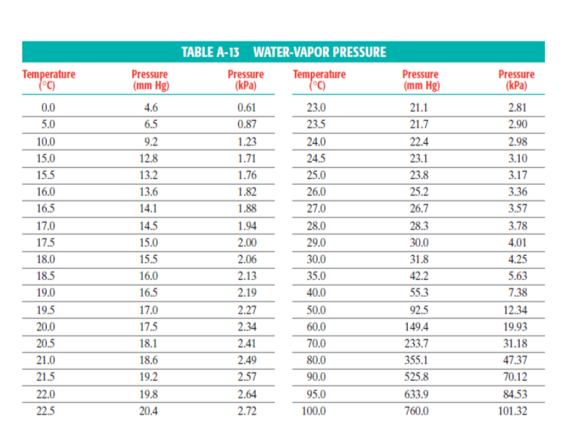 TABLE A-13 WATER-VAPOR PRESSURE
Temperature (°C) Pressure (mm Hg) Pressure (kPa) Temperature (°C) Pressure (mm Hg) Pressure (kPa)
0.0 4.6 0.61 23.0 21.1 2.81
5.0 6.5 0.87 23.5 21.7 2.90
10.0 9.2 1.23 24.0 22.4 2.98
15.0 12.8 1.71 24.5 23.1 3.10
15.5 13.2 1.76 25.0 23.8 3.17
16.0 13.6 1.82 26.0 25.2 3.36
16.5 14.1 1.88 27.0 26.7 3.57
17.0 14.5 1.94 28.0 28.3 3.78
17.5 15.0 2.00 29.0 30.0 4.01
18.0 15.5 2.06 30.0 31.8 4.25
18.5 16.0 2.13 35.0 42.2 5.63
19.0 16.5 2.19 40.0 55.3 7.38
19.5 17.0 2.27 50.0 92.5 12.34
20.0 17.5 2.34 60.0 149.4 19.93
20.5 18.1 2.41 70.0 233.7 31.18
21.0 18.6 2.49 80.0 355.1 47.37
21.5 19.2 2.57 90.0 525.8 70.12
22.0 19.8 2.64 95.0 633.9 84.53
22.5 20.4 2.72 100.0 760.0 101.32